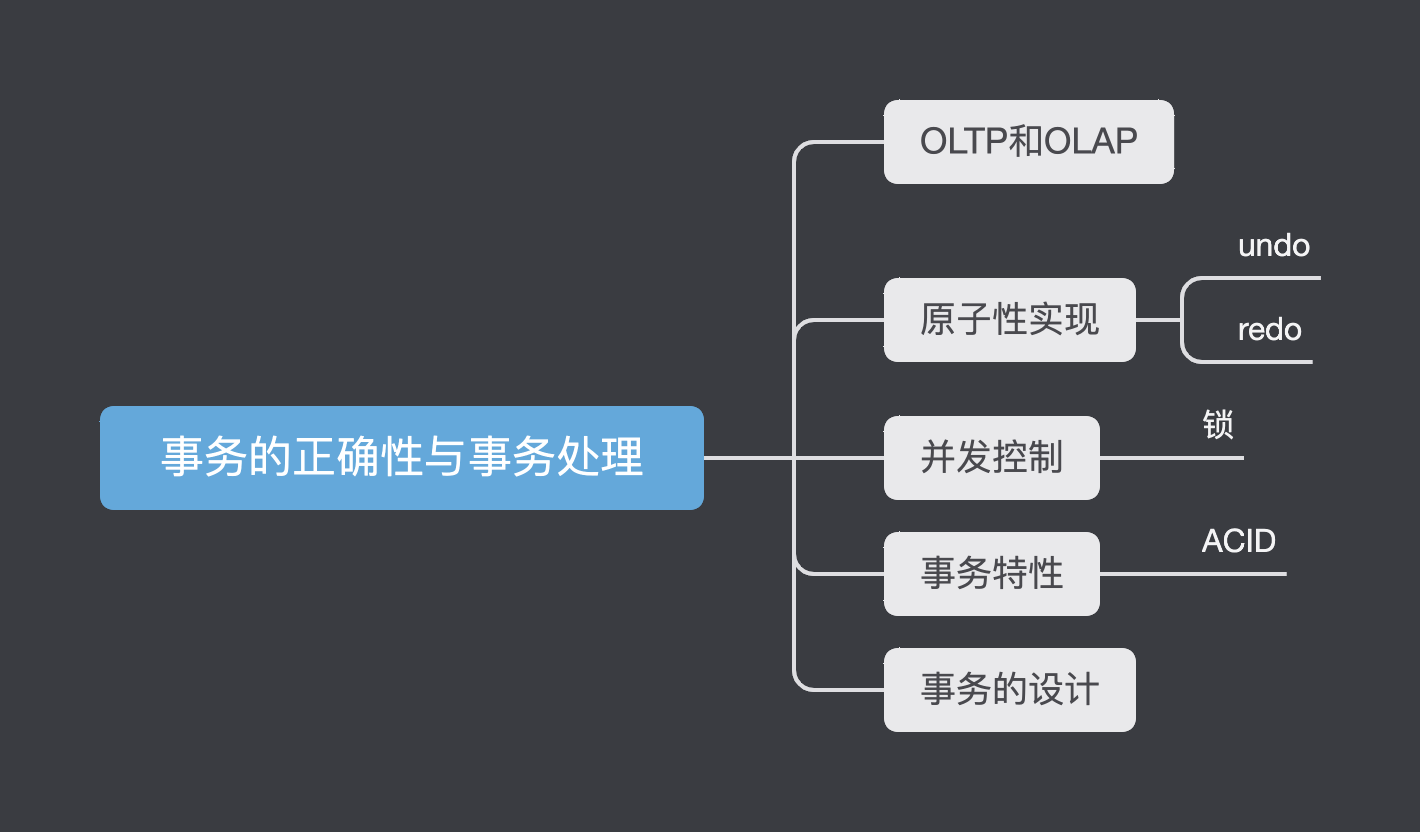 事务的正确性与事务处理
OLTP和OLAP
原子性实现
undo
redo
并发控制
锁
事务特性
ACID
事务的设计